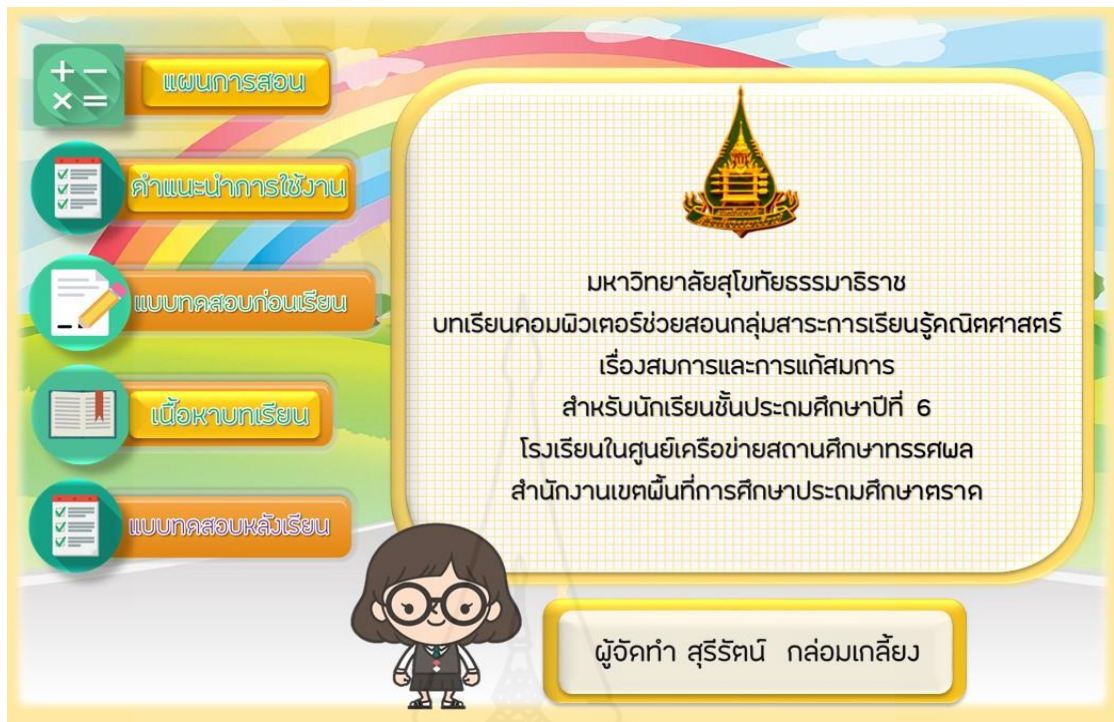 แผนการสอน
คำแนะนำการใช้งาน
แบบทดสอบก่อนเรียน
เนื้อหาบทเรียน
แบบทดสอบหลังเรียน
มหาวิทยาลัยสุโขทัยธรรมาธิราช
บทเรียนคอมพิวเตอร์ช่วยสอนกลุ่มสาระการเรียนรู้คณิตศาสตร์
เรื่องสมการและการแก้สมการ
สำหรับนักเรียนชั้นประถมศึกษาปีที่ 6
โรงเรียนในศูนย์เครือข่ายสถานศึกษาทรรศพล
สำนักงานเขตพื้นที่การศึกษาประถมศึกษาตราด
ผู้จัดทำ สุรีรัตน์ กล่อมเกลี้ยง